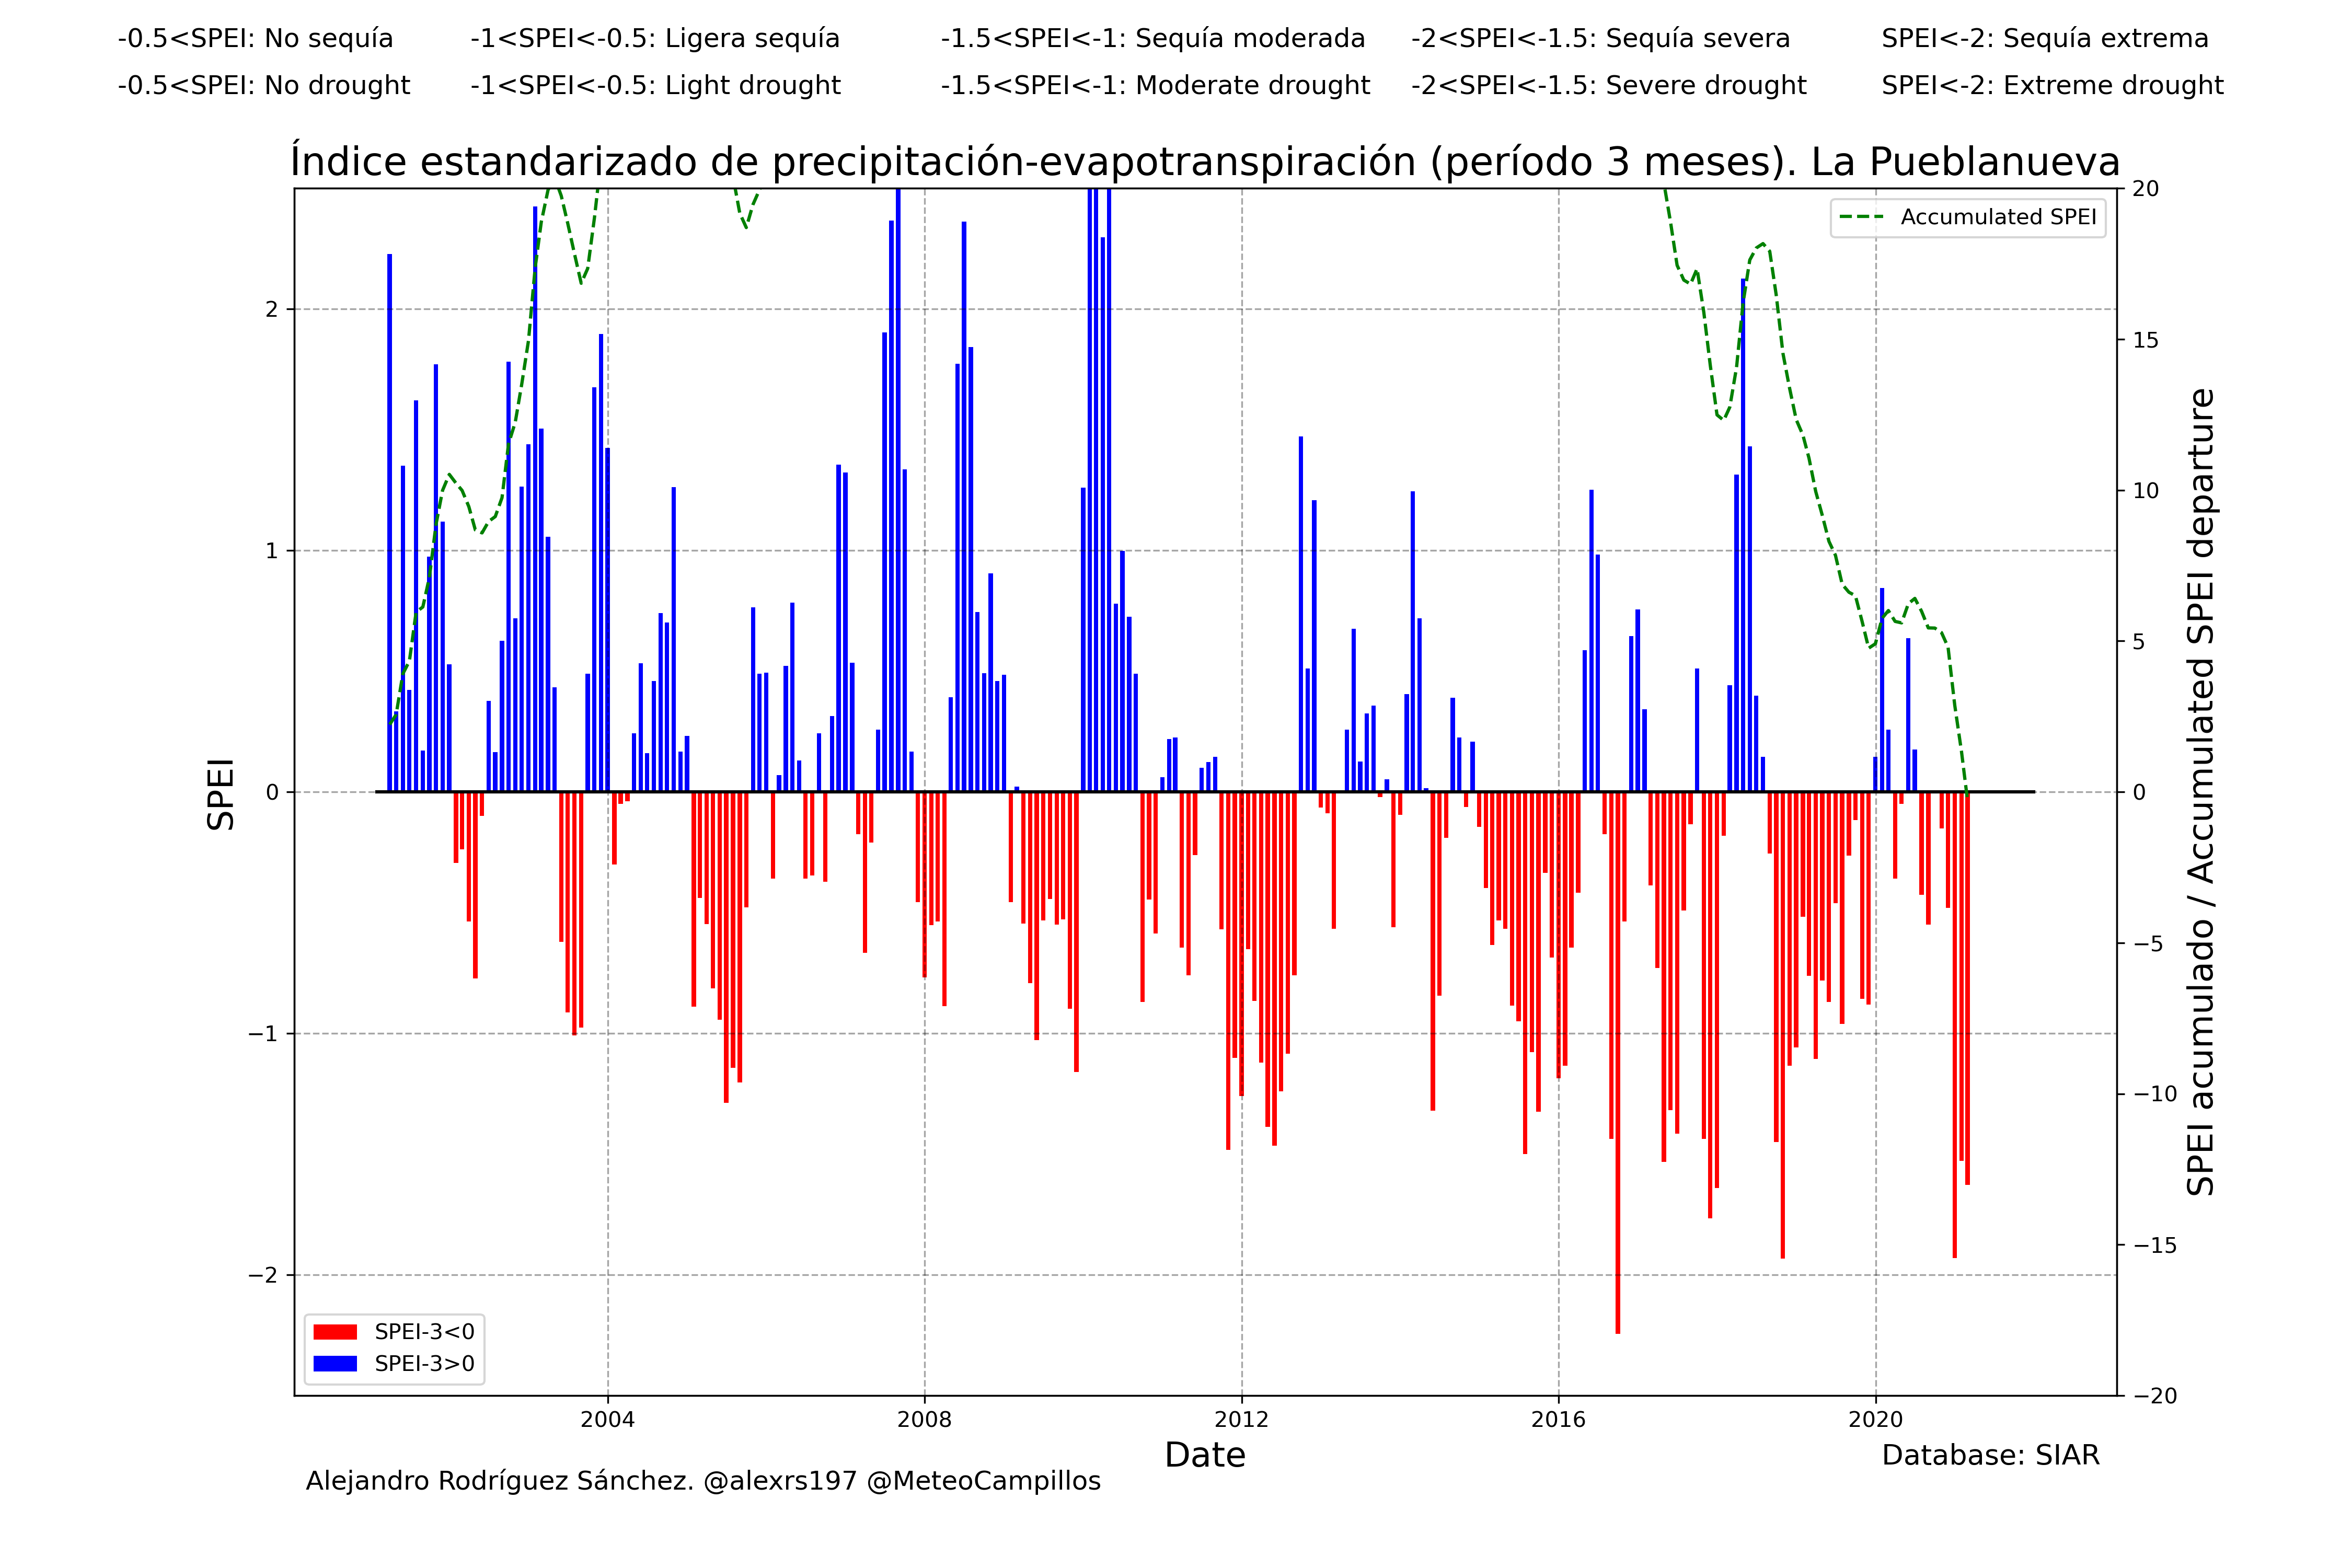 -0.5<SPEI: No sequía -1<SPEI<-0.5: Ligera sequía -1.5<SPEI<-1: Sequía moderada -2<SPEI<-1.5: Sequía severa SPEI<-2: Sequía extrema
-0.5<SPEI: No drought -1<SPEI<-0.5: Light drought -1.5<SPEI<-1: Moderate drought -2<SPEI<-1.5: Severe drought SPEI<-2: Extreme drought
Índice estandarizado de precipitación-evapotranspiración (período 3 meses). La Pueblanueva
Accumulated SPEI
SPEI
2
1
0
−1
−2
20
15
10
5
0
−5
−10
−15
−20
SPEI acumulado / Accumulated SPEI departure
SPEI-3<0
SPEI-3>0
2004 2008 2012 2016 2020
Date
Database: SIAR
Alejandro Rodríguez Sánchez. @alexrs197 @MeteoCampillos